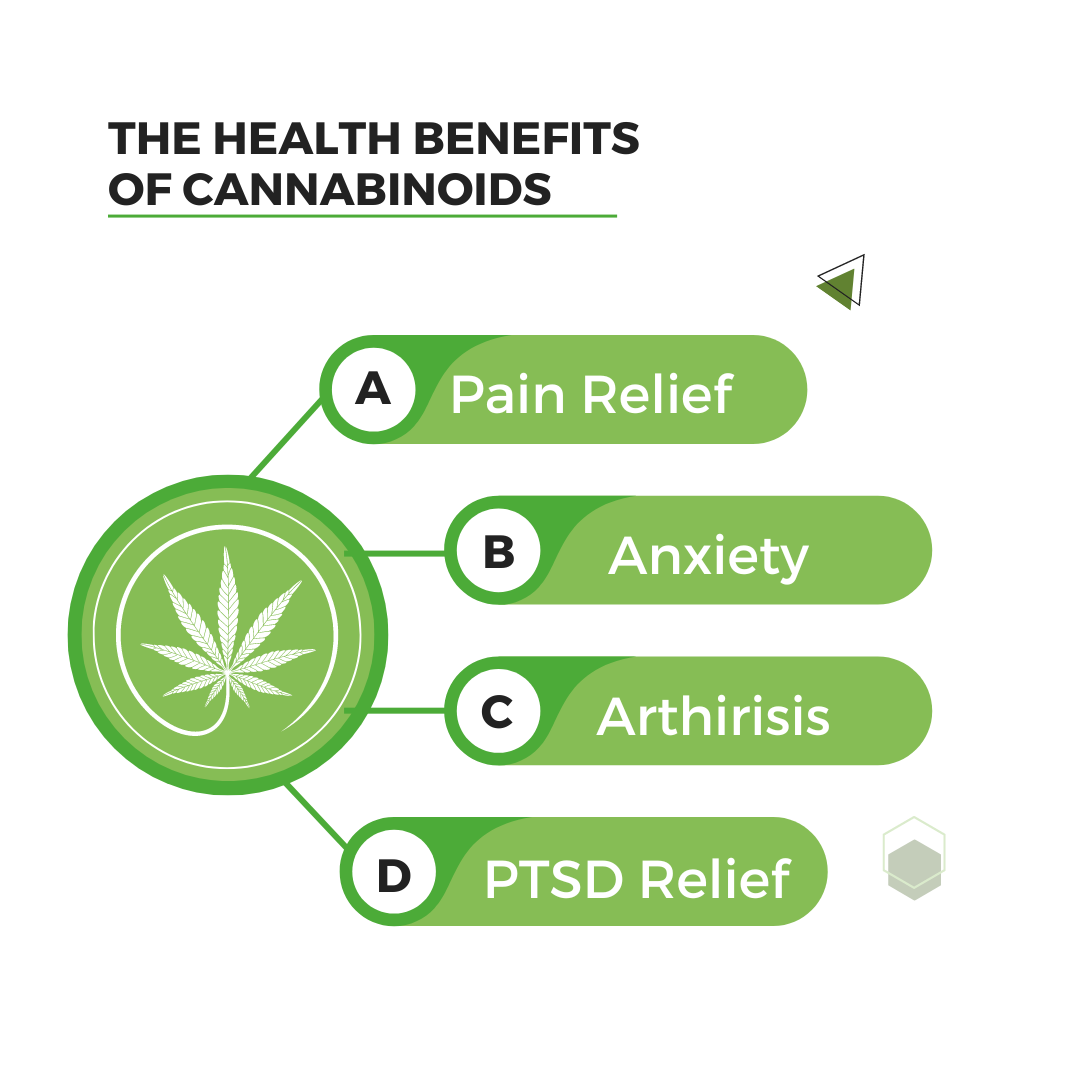 THE HEALTH BENEFITS
OF CANNABINOIDS
A Pain Relief
B Anxiety
C Arthirisis
D PTSD Relief